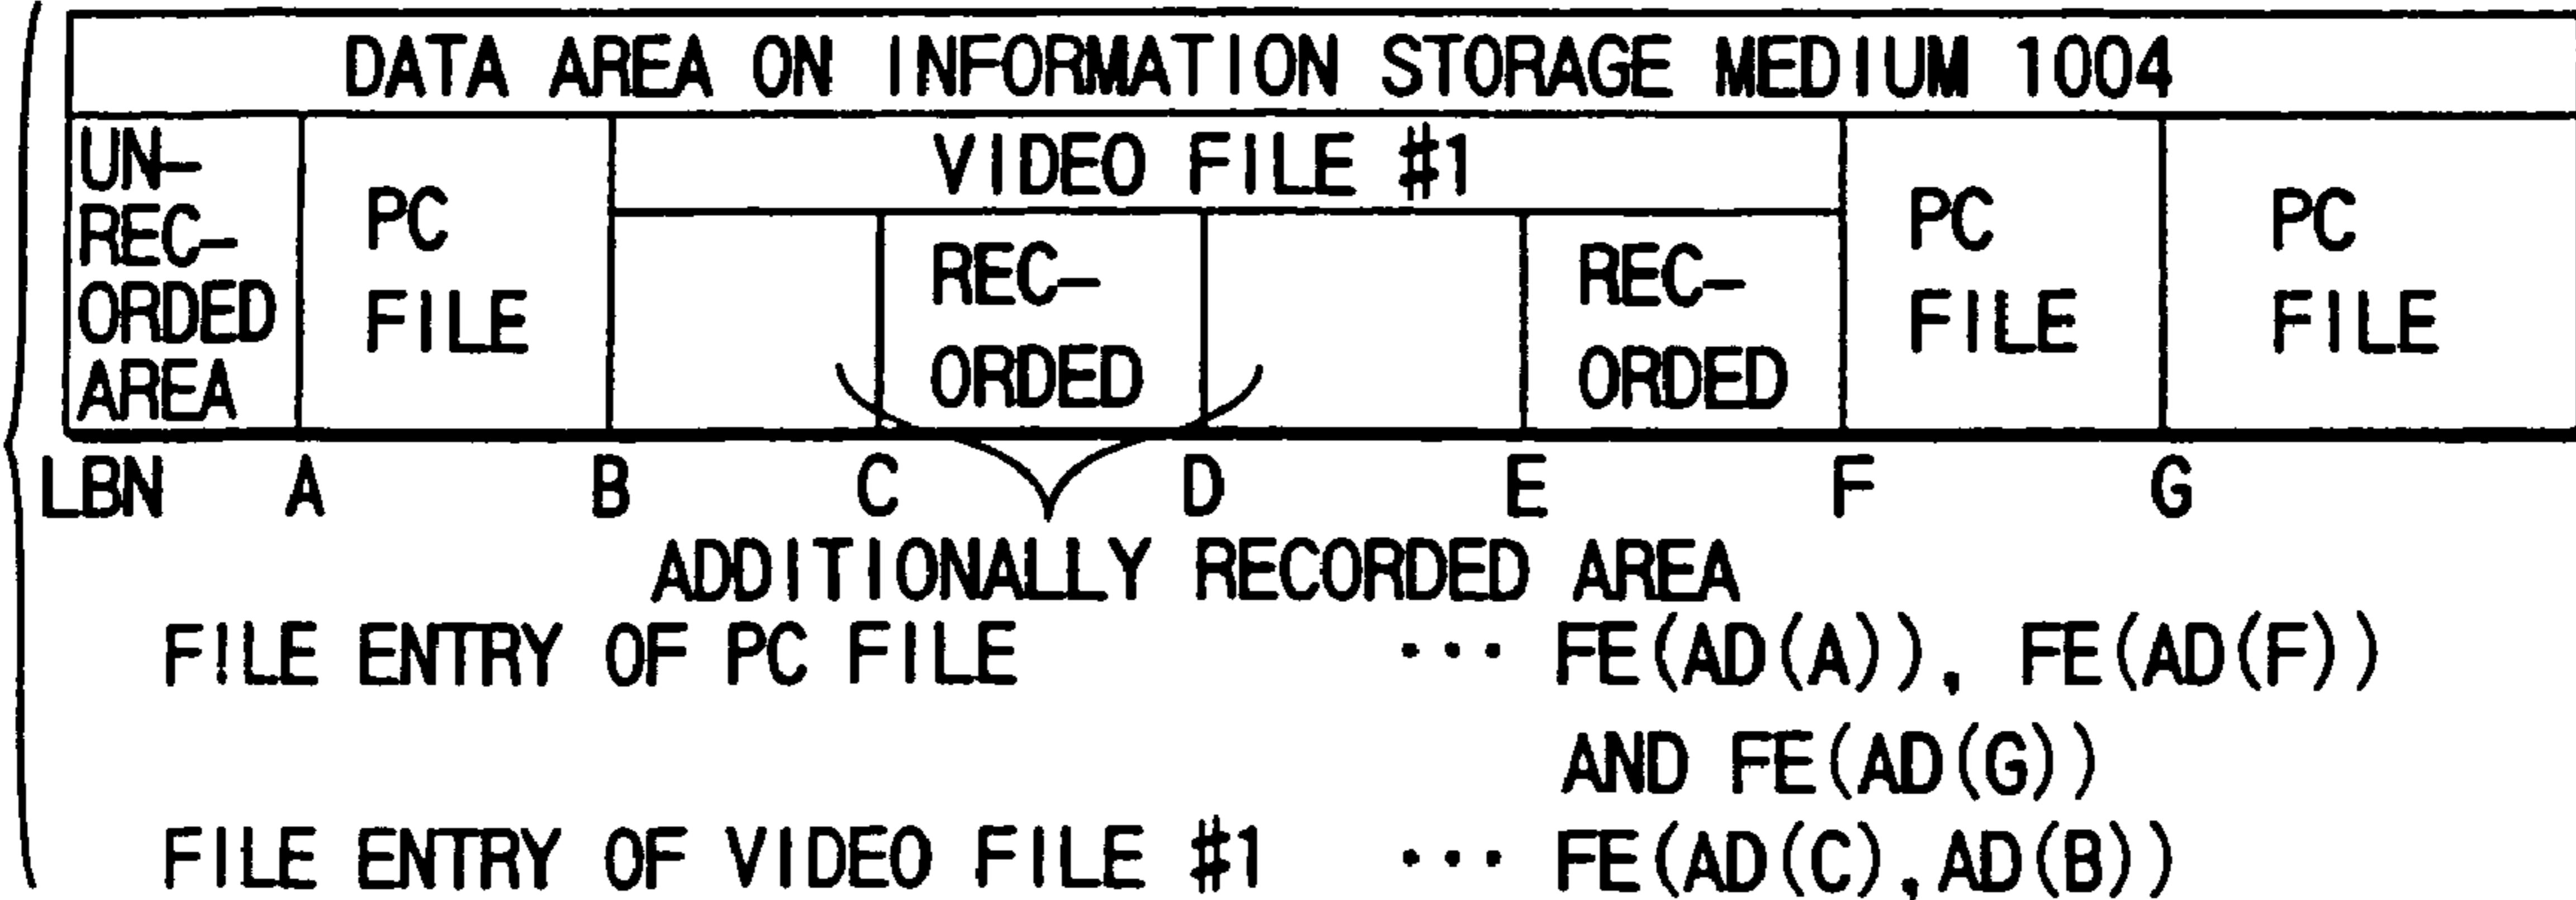 DATA AREA ON INFORMATION STORAGE MEDIUM 1004
UN-
REC-
ORDED
AREA
PC
FILE
VIDEO FILE #1
REC-
ORDED
REC-
ORDED
PC
FILE
PC
FILE
LBN A B C D E F G
ADDITIONALLY RECORDED AREA
FILE ENTRY OF PC FILE ··· FE(AD(A)), FE(AD(F))
AND FE(AD(G))
FILE ENTRY OF VIDEO FILE #1 ··· FE(AD(C),AD(B))